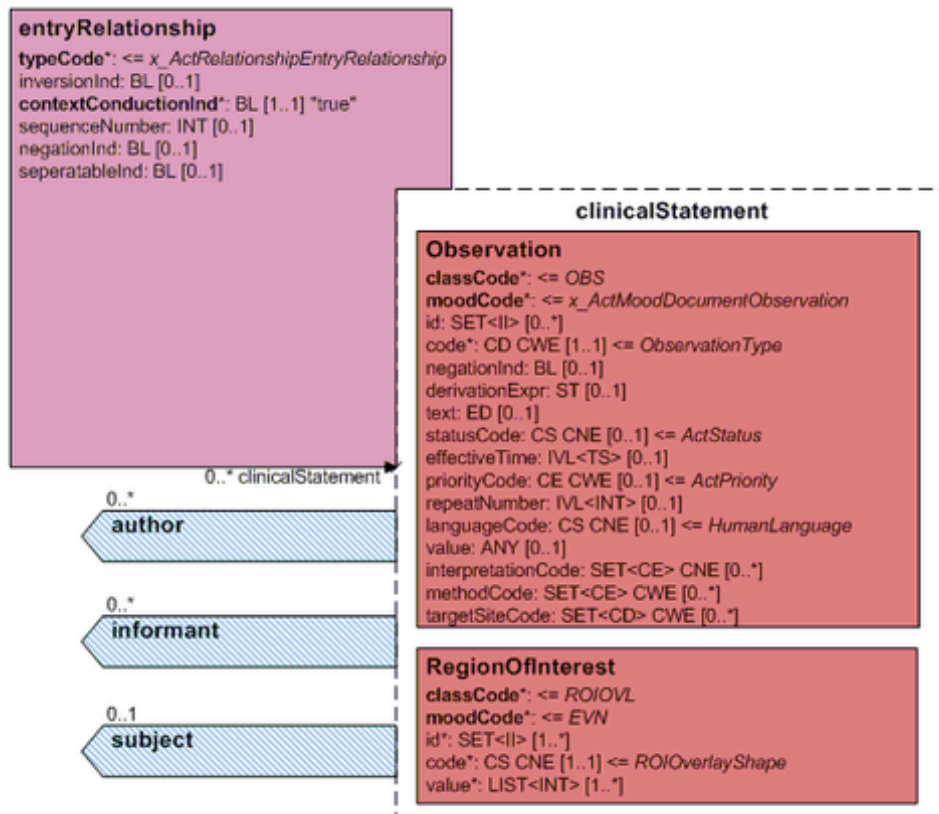 entryRelationship
typeCode*: <= x_ActRelationshipEntryRelationship
inversionInd: BL [0..1]
contextConductionInd*: BL [1..1] "true"
sequenceNumber: INT [0..1]
negationInd: BL [0..1]
seperatableInd: BL [0..1]
clinicalStatement
Observation
classCode*: <= OBS
moodCode*: <= x_ActMoodDocumentObservation
id: SET<II> [0..*]
code*: CD CWE [1..1] <= ObservationType
negationInd: BL [0..1]
derivationExpr: ST [0..1]
text: ED [0..1]
statusCode: CS CNE [0..1] <= ActStatus
effectiveTime: IVL<TS> [0..1]
priorityCode: CE CWE [0..1] <= ActPriority
repeatNumber: IVL<INT> [0..1]
languageCode: CS CNE [0..1] <= HumanLanguage
value: ANY [0..1]
interpretationCode: SET<CE> CNE [0..*]
methodCode: SET<CE> CWE [0..*]
targetSiteCode: SET<CD> CWE [0..*]
0..* clinicalStatement
0..*
author
0..*
informant
0..1
subject
RegionOfInterest
classCode*: <= ROIOVL
moodCode*: <= EVN
id*: SET<II> [1..*]
code*: CS CNE [1..1] <= ROIOverlayShape
value*: LIST<INT> [1..*]